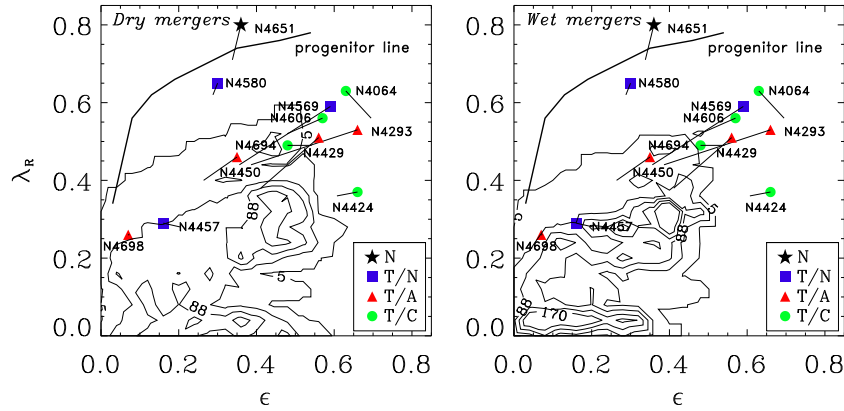 Dry mergers
N4651
progenitor line
N4580
N4064
N4569
N4606
N4293
N4694
N4429
N4450
N4424
N4457
N4698
5
88
5
88
5
N
T/N
T/A
T/C
0.8
0.6
0.4
0.2
0.0
λR
0.0 0.2 0.4 0.6 0.8
ϵ
Wet mergers
N4651
progenitor line
N4580
N4064
N4569
N4606
N4293
N4694
N4429
N4450
N4424
N4457
N4698
5
5
88
88
170
N
T/N
T/A
T/C
0.0 0.2 0.4 0.6 0.8
ϵ